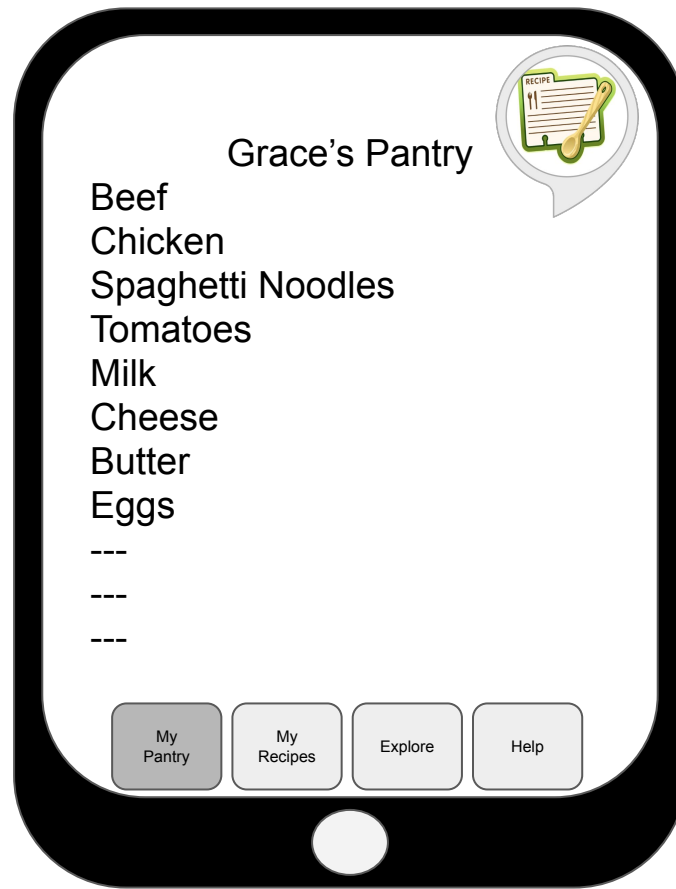 RECIPE
Grace’s Pantry
Beef
Chicken
Spaghetti Noodles
Tomatoes
Milk
Cheese
Butter
Eggs
---
---
---
My
Pantry
My
Recipes
Explore
Help